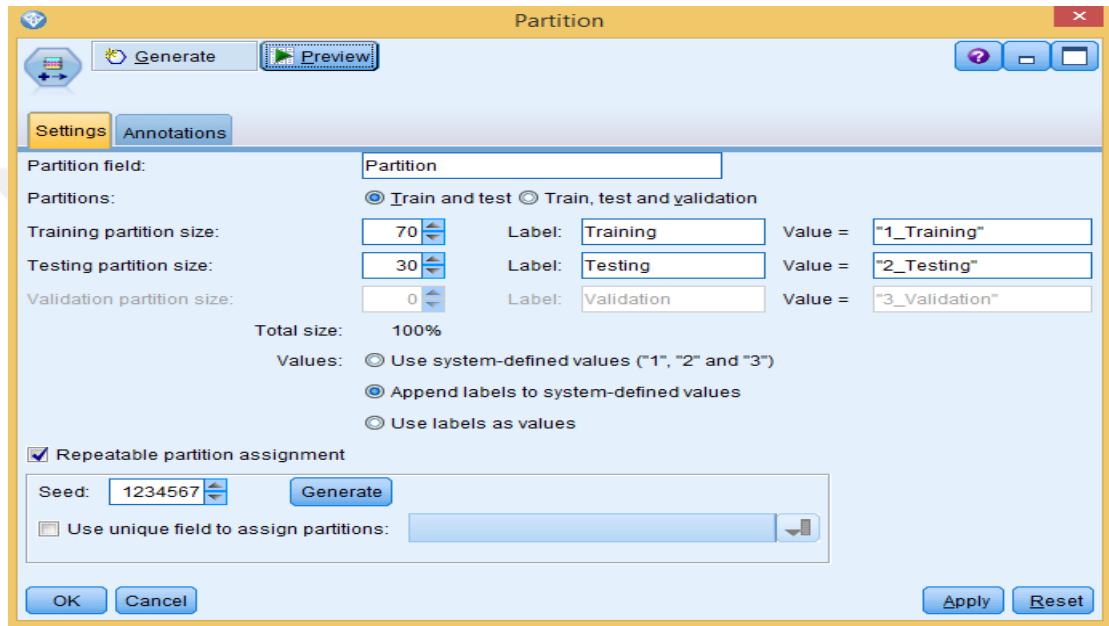 Partition
Generate Preview
Settings Annotations
Partition field: Partition
Partitions: Train and test Train, test and validation
Training partition size: 70 Label: Training Value = "1_Training"
Testing partition size: 30 Label: Testing Value = "2_Testing"
Validation partition size: 0 Label: Validation Value = "3_Validation"
Total size: 100%
Values: Use system-defined values ("1", "2" and "3")
Append labels to system-defined values
Use labels as values
Repeatable partition assignment
Seed: 1234567 Generate
Use unique field to assign partitions:
OK Cancel Apply Reset